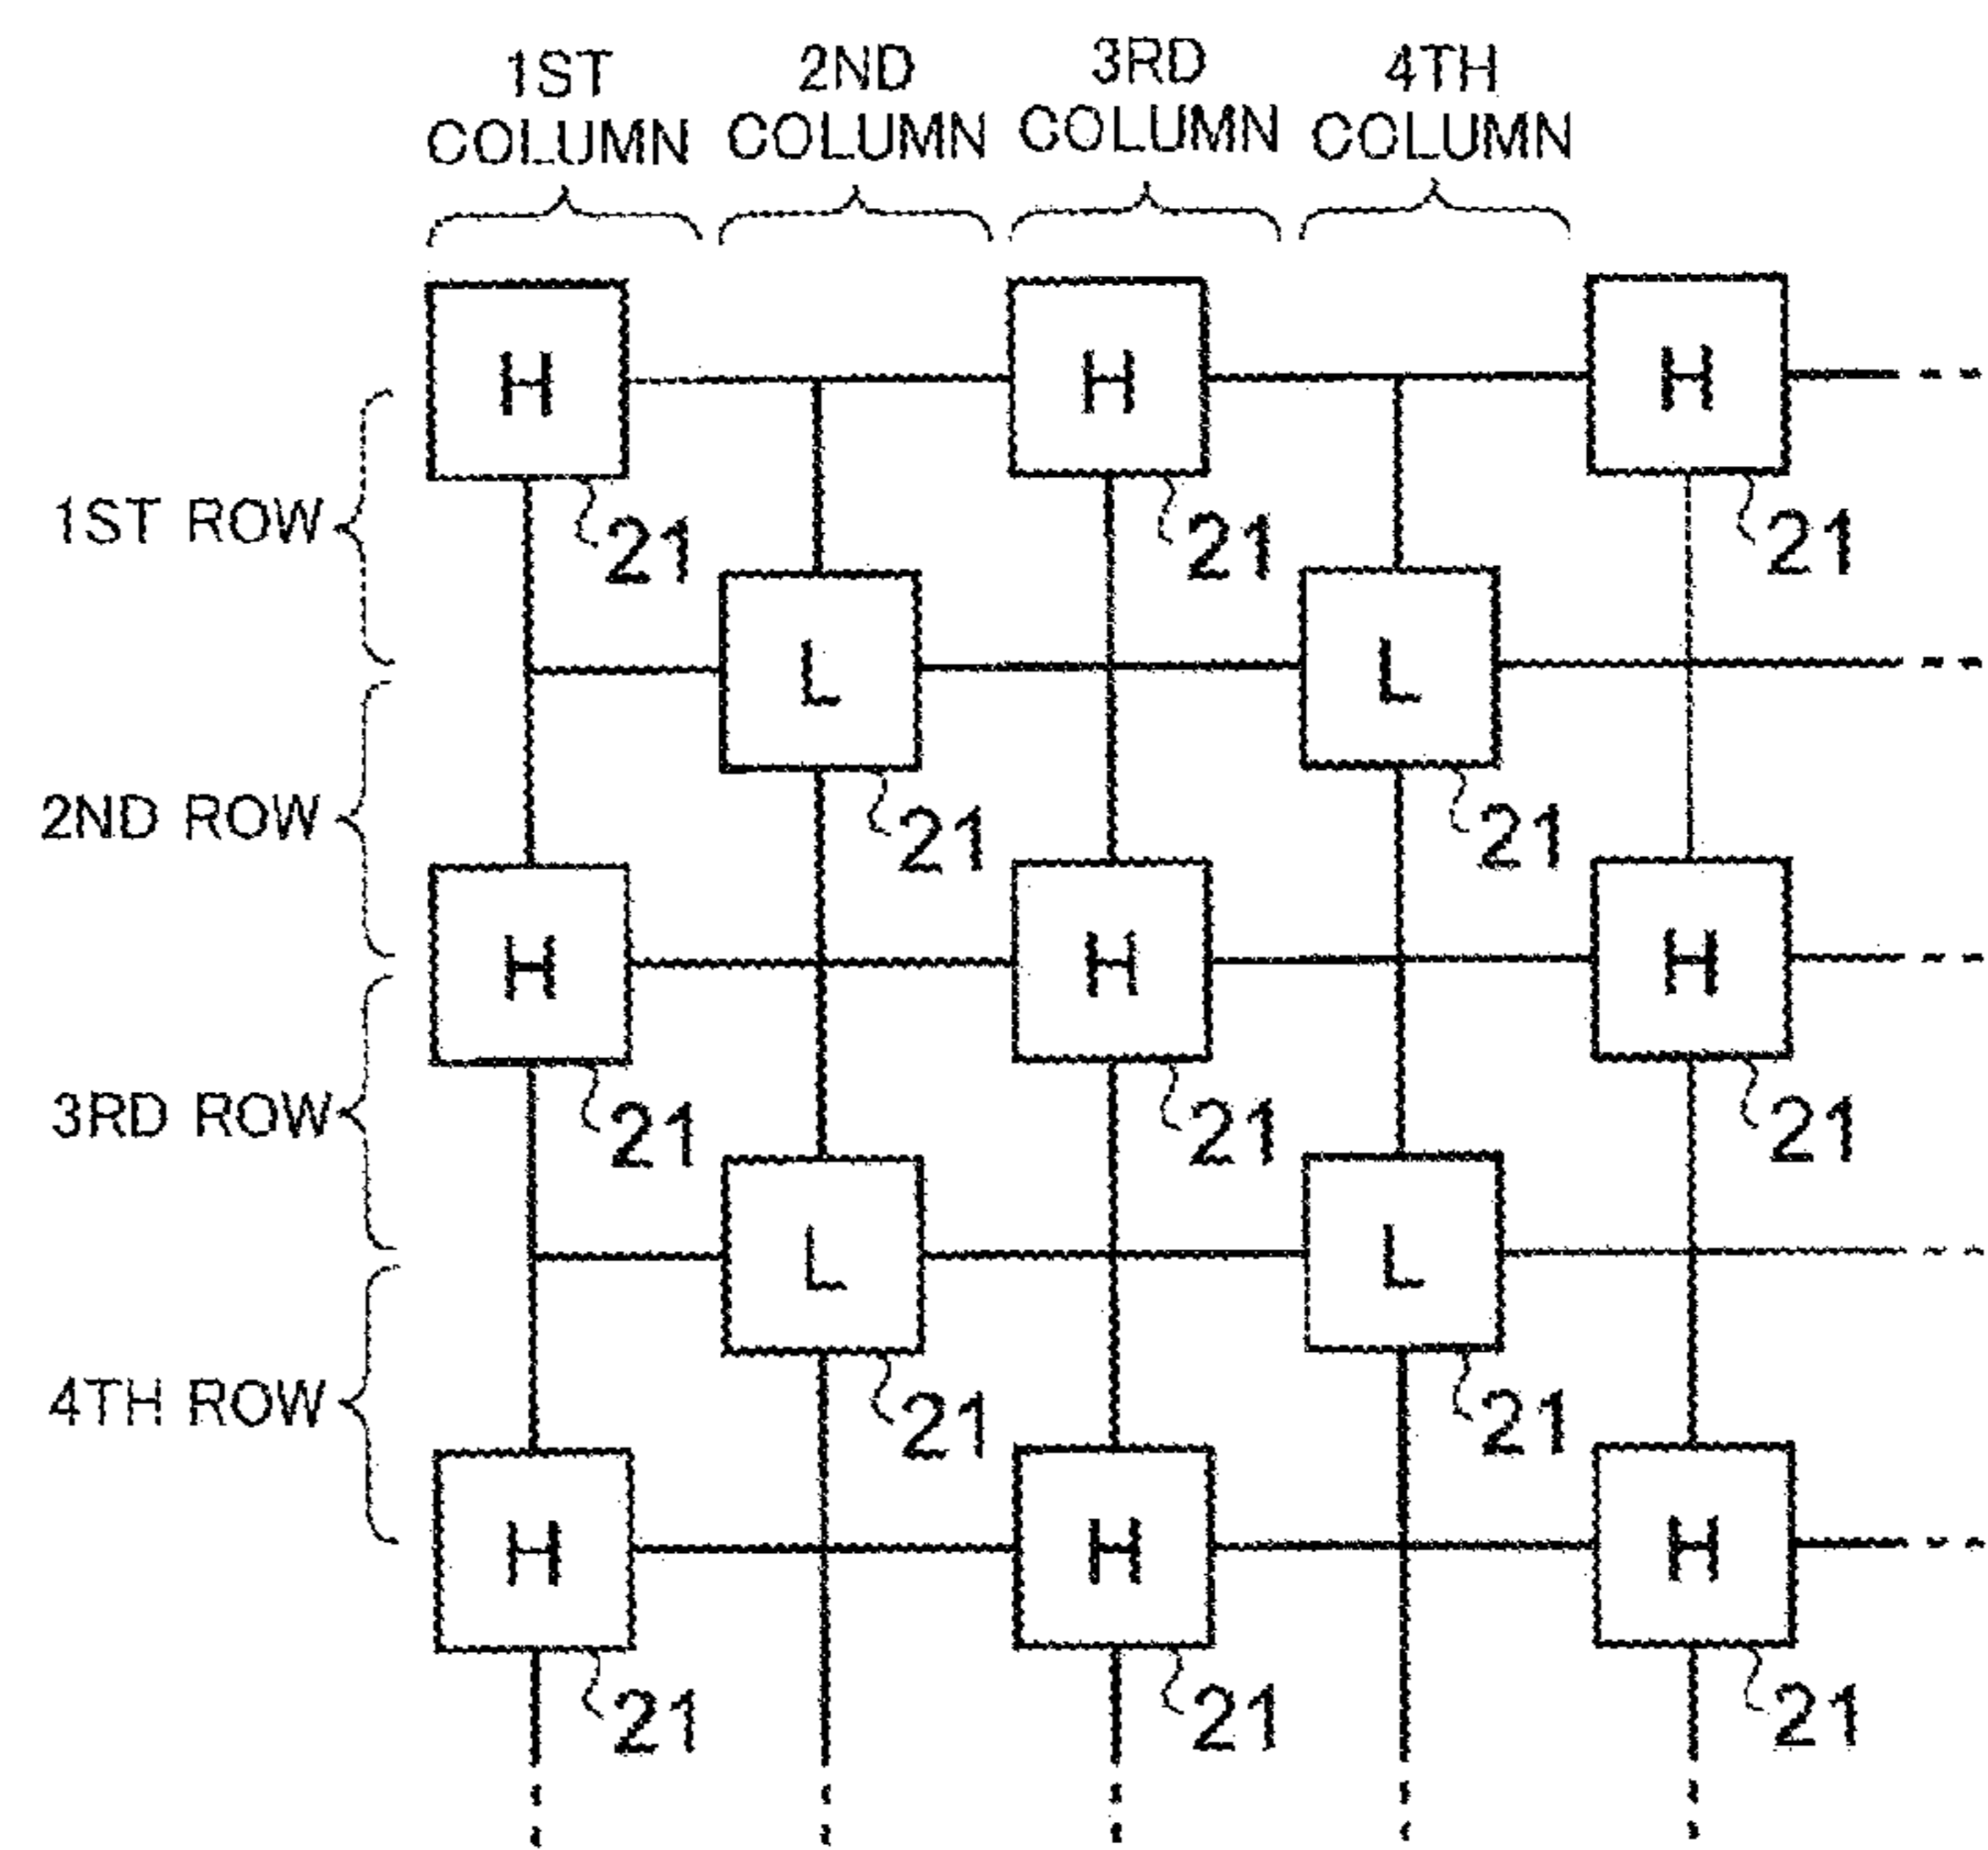 1ST COLUMN
2ND COLUMN
3RD COLUMN
4TH COLUMN
H H H
1ST ROW
21 21 21
L L
2ND ROW
21 21
H H H
3RD ROW
21 21 21
L L
4TH ROW
21 21
H H H
21 21 21